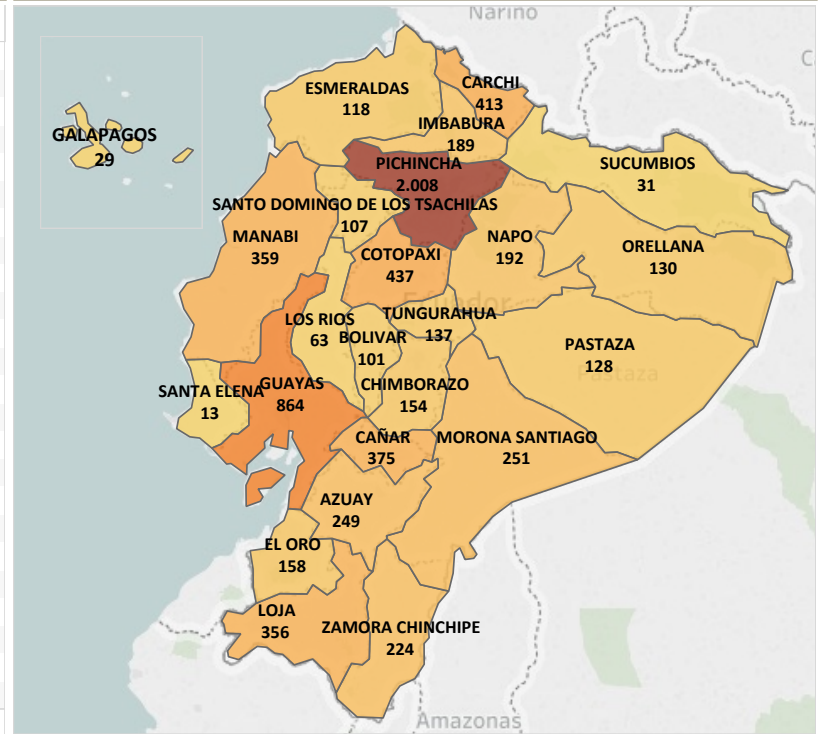 Nariño
ESMERALDAS
118
CARCHI
413
IMBABURA
189
GALAPAGOS
29
PICHINCHA
2.008
SUCUMBIOS
31
SANTO DOMINGO DE LOS TSACHILAS
107
MANABI
359
NAPO
192
ORELLANA
130
COTOPAXI
437
Ecuador
TUNGURAHUA
137
LOS RIOS
63
BOLIVAR
101
PASTAZA
128
Pastaza
SANTA ELENA
13
GUAYAS
864
CHIMBORAZO
154
CAÑAR
375
MORONA SANTIAGO
251
AZUAY
249
EL ORO
158
LOJA
356
ZAMORA CHINCHIPE
224
Amazonas